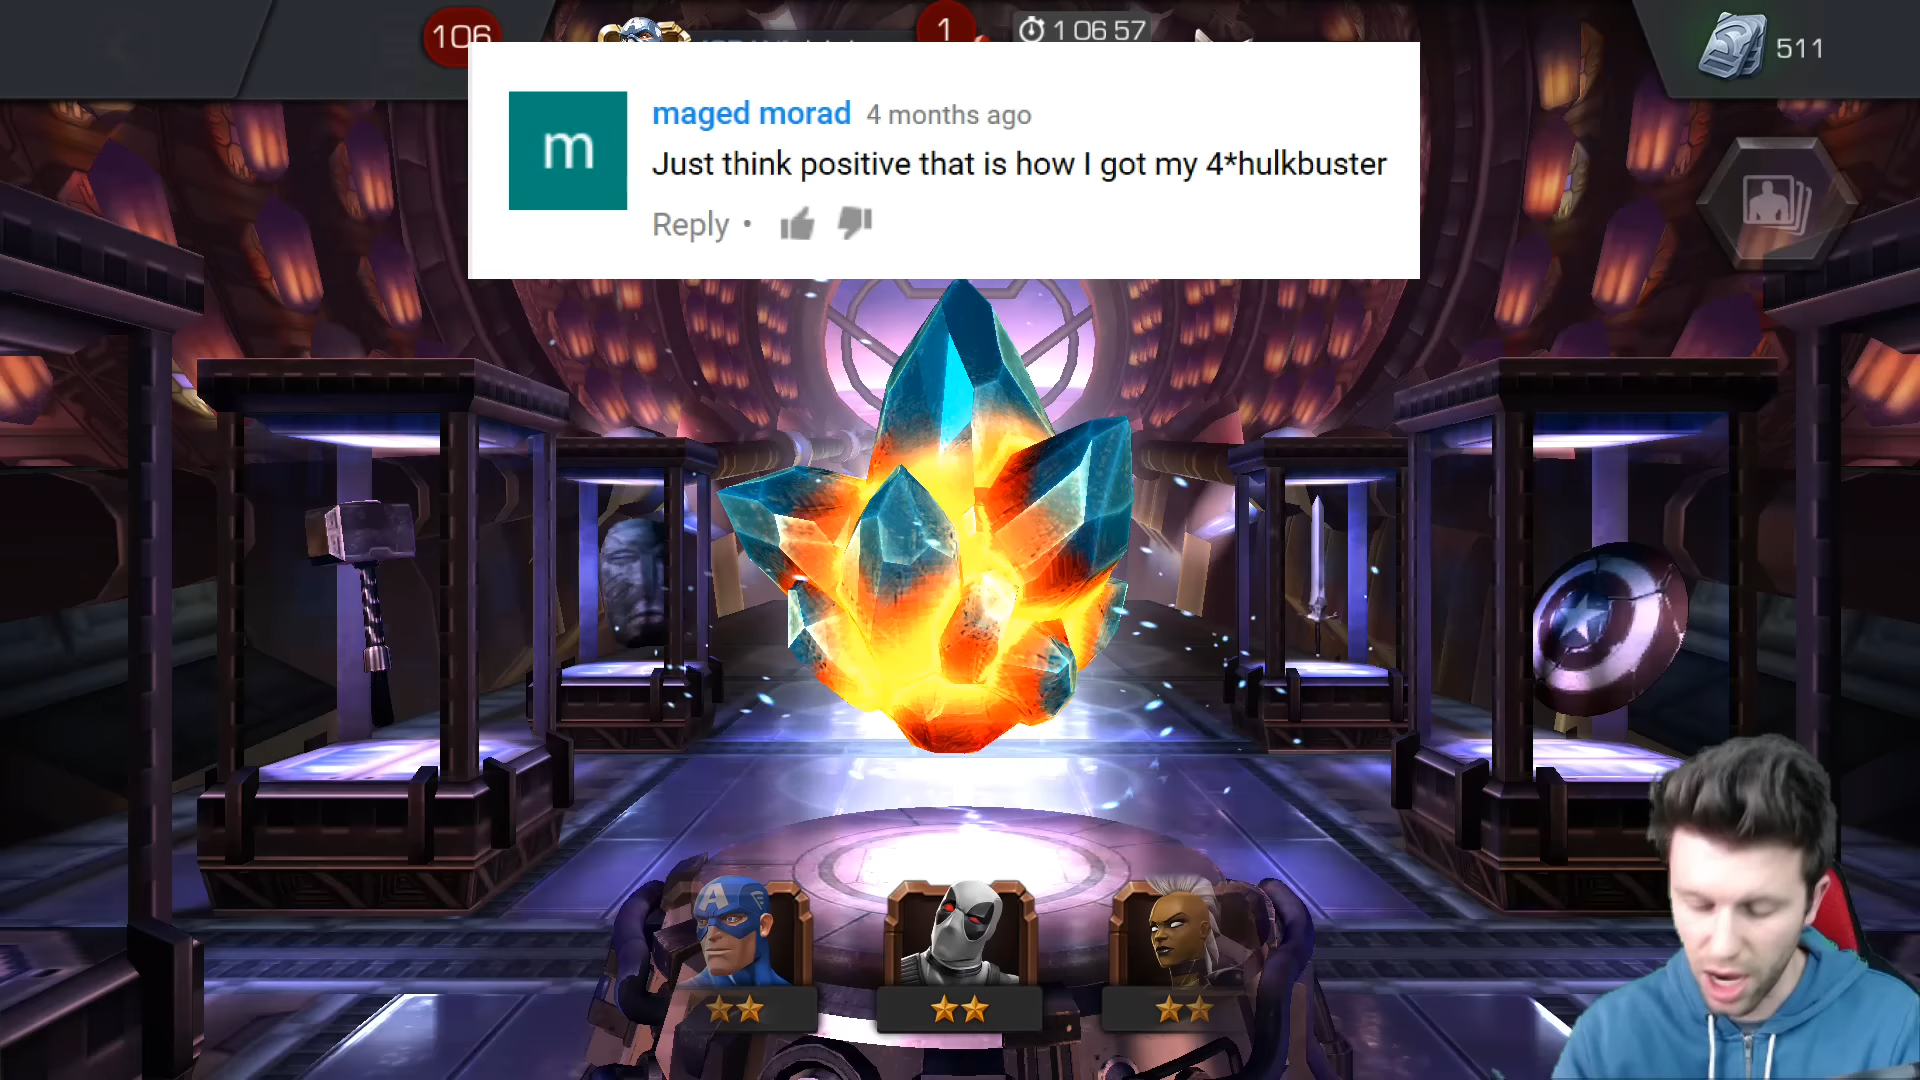 106
1
1 06 57
511
m
maged morad 4 months ago
Just think positive that is how I got my 4*hulkbuster
Reply •
A